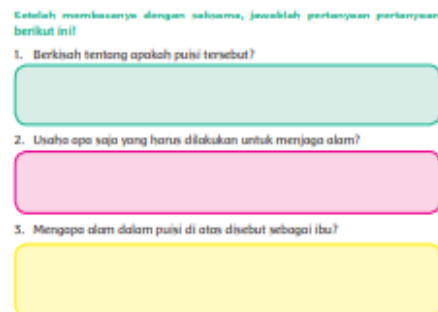 Setelah membacanya dengan saksama, jawablah pertanyaan pertanyaan
berikut ini!
1. Berkisah tentang apakah puisi tersebut?
2. Usaha apa saja yang harus dilakukan untuk menjaga alam?
3. Mengapa alam dalam puisi di atas disebut sebagai ibu?